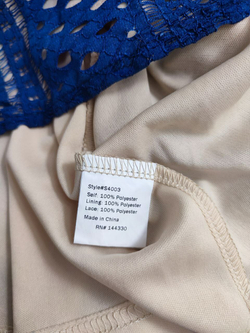 Style#S4003
Self: 100% Polyester
Lining: 100% Polyester
Lace: 100% Polyester
Made in China
RN# 144330